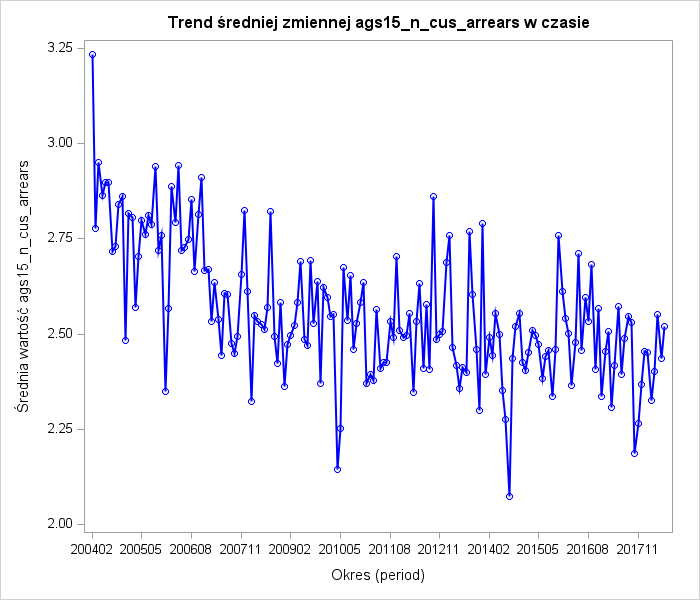 Trend średniej zmiennej ags15_n_cus_arrears w czasie
Średnia wartość ags15_n_cus_arrears
3.25
3.00
2.75
2.50
2.25
2.00
200402 200505 200608 200711 200902 201005 201108 201211 201402 201505 201608 201711
Okres (period)